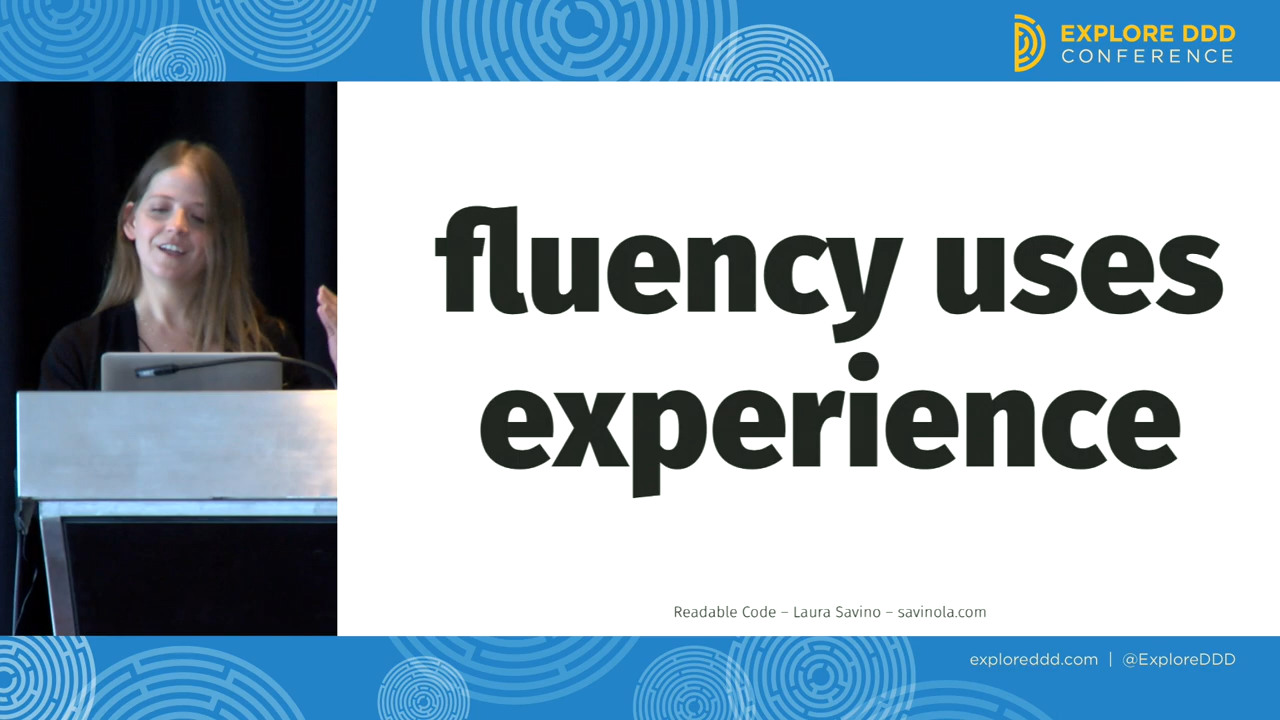 EXPLORE DDD
CONFERENCE
fluency uses
experience
Readable Code – Laura Savino – savinola.com
exploreddd.com | @ExploreDDD